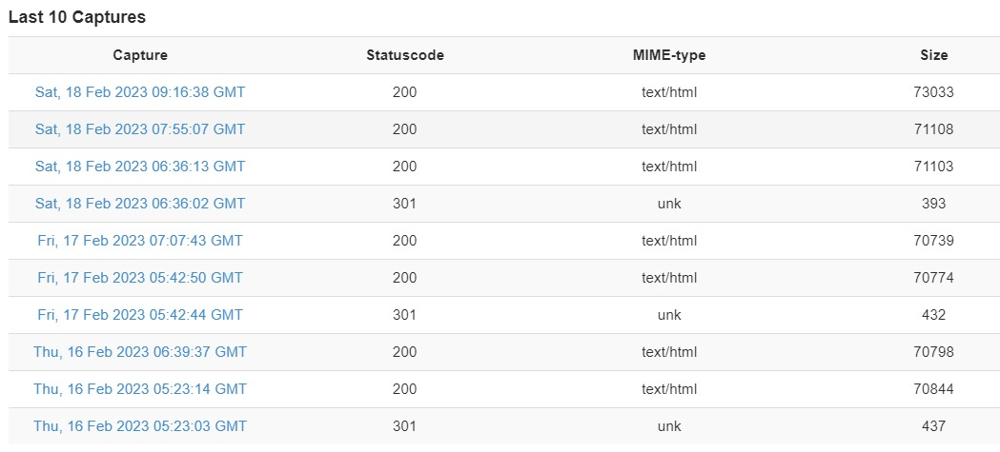 Last 10 Captures
Capture Statuscode MIME-type Size
Sat, 18 Feb 2023 09:16:38 GMT 200 text/html 73033
Sat, 18 Feb 2023 07:55:07 GMT 200 text/html 71108
Sat, 18 Feb 2023 06:36:13 GMT 200 text/html 71103
Sat, 18 Feb 2023 06:36:02 GMT 301 unk 393
Fri, 17 Feb 2023 07:07:43 GMT 200 text/html 70739
Fri, 17 Feb 2023 05:42:50 GMT 200 text/html 70774
Fri, 17 Feb 2023 05:42:44 GMT 301 unk 432
Thu, 16 Feb 2023 06:39:37 GMT 200 text/html 70798
Thu, 16 Feb 2023 05:23:14 GMT 200 text/html 70844
Thu, 16 Feb 2023 05:23:03 GMT 301 unk 437